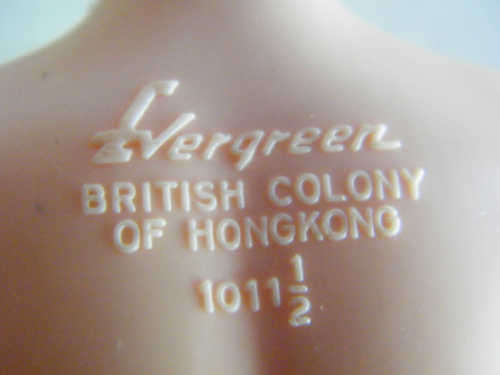 Evergreen
BRITISH COLONY
OF HONGKONG
1011 1/2